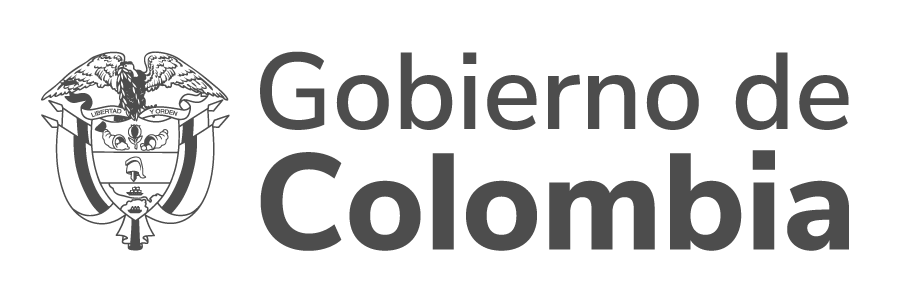 LIBERTAD Y ORDEN
Gobierno de
Colombia